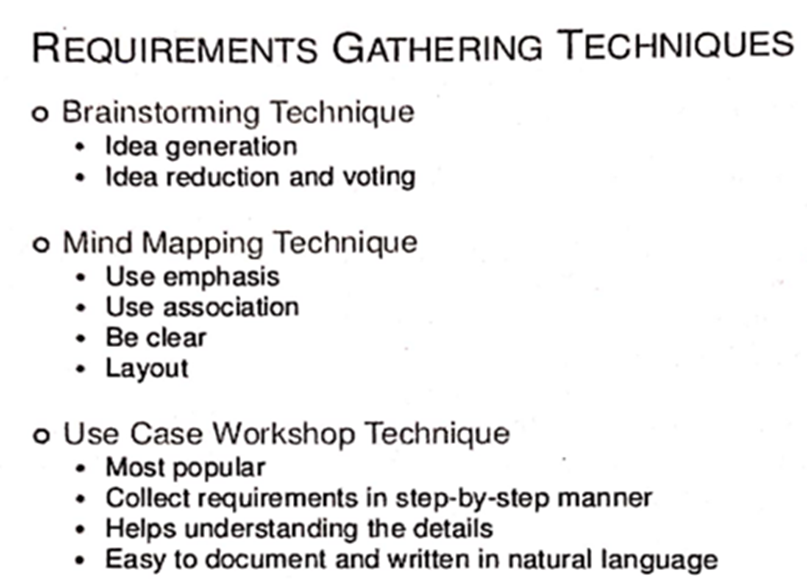 REQUIREMENTS GATHERING TECHNIQUES
o Brainstorming Technique
• Idea generation
• Idea reduction and voting
o Mind Mapping Technique
• Use emphasis
• Use association
• Be clear
• Layout
o Use Case Workshop Technique
• Most popular
• Collect requirements in step-by-step manner
• Helps understanding the details
• Easy to document and written in natural language